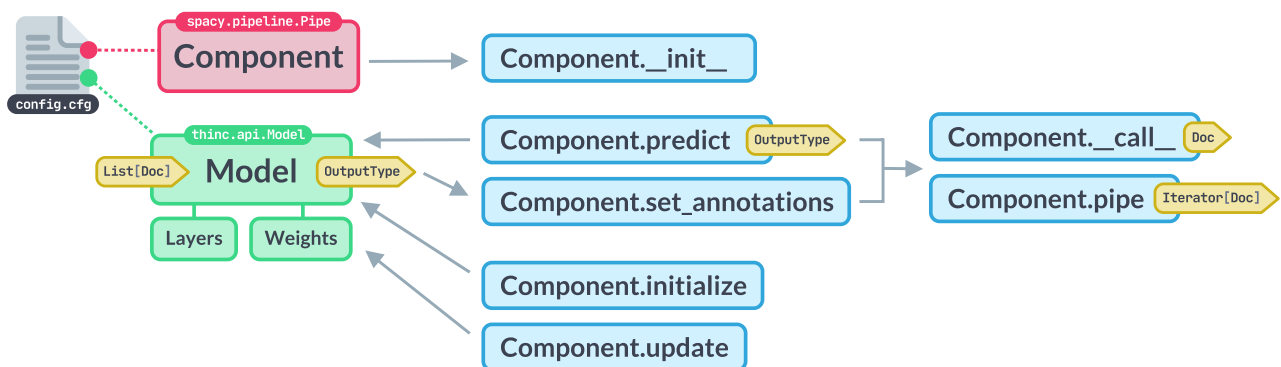 spacy.pipeline.Pipe
Component
config.cfg
Component.__init__
thinc.api.Model
List[Doc]
Model
OutputType
Layers
Weights
Component.predict
OutputType
Component.set_annotations
Component.__call__
Doc
Component.pipe
Iterator[Doc]
Component.initialize
Component.update